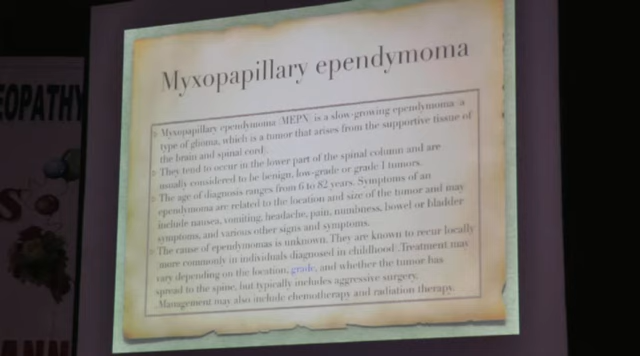 EOPATHY
ANN
Myxopapillary ependymoma
Myxopapillary ependymoma (MEPN) is a slow-growing ependymoma (a
type of glioma, which is a tumor that arises from the supportive tissue of
the brain and spinal cord).
They tend to occur in the lower part of the spinal column and are
usually considered to be benign, low-grade or grade I tumors.
The age of diagnosis ranges from 6 to 82 years. Symptoms of an
ependymoma are related to the location and size of the tumor and may
include nausea, vomiting, headache, pain, numbness, bowel or bladder
symptoms, and various other signs and symptoms.
The cause of ependymomas is unknown. They are known to recur locally
(more commonly in individuals diagnosed in childhood). Treatment may
vary depending on the location, grade, and whether the tumor has
spread to the spine, but typically includes aggressive surgery.
Management may also include chemotherapy and radiation therapy.